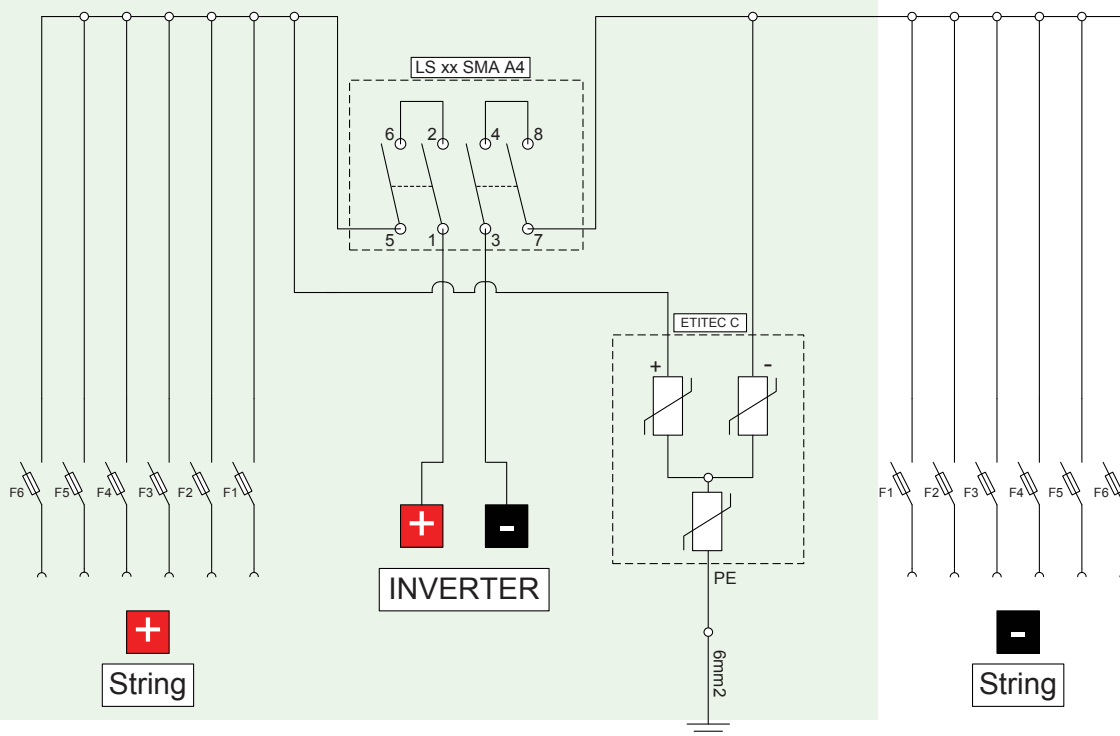 LS xx SMA A4
6 2 4 8
5 1 3 7
ETITEC C
+ -
F6 F5 F4 F3 F2 F1
F1 F2 F3 F4 F5 F6
+ -
INVERTER
PE
6mm2
+
String
-
String